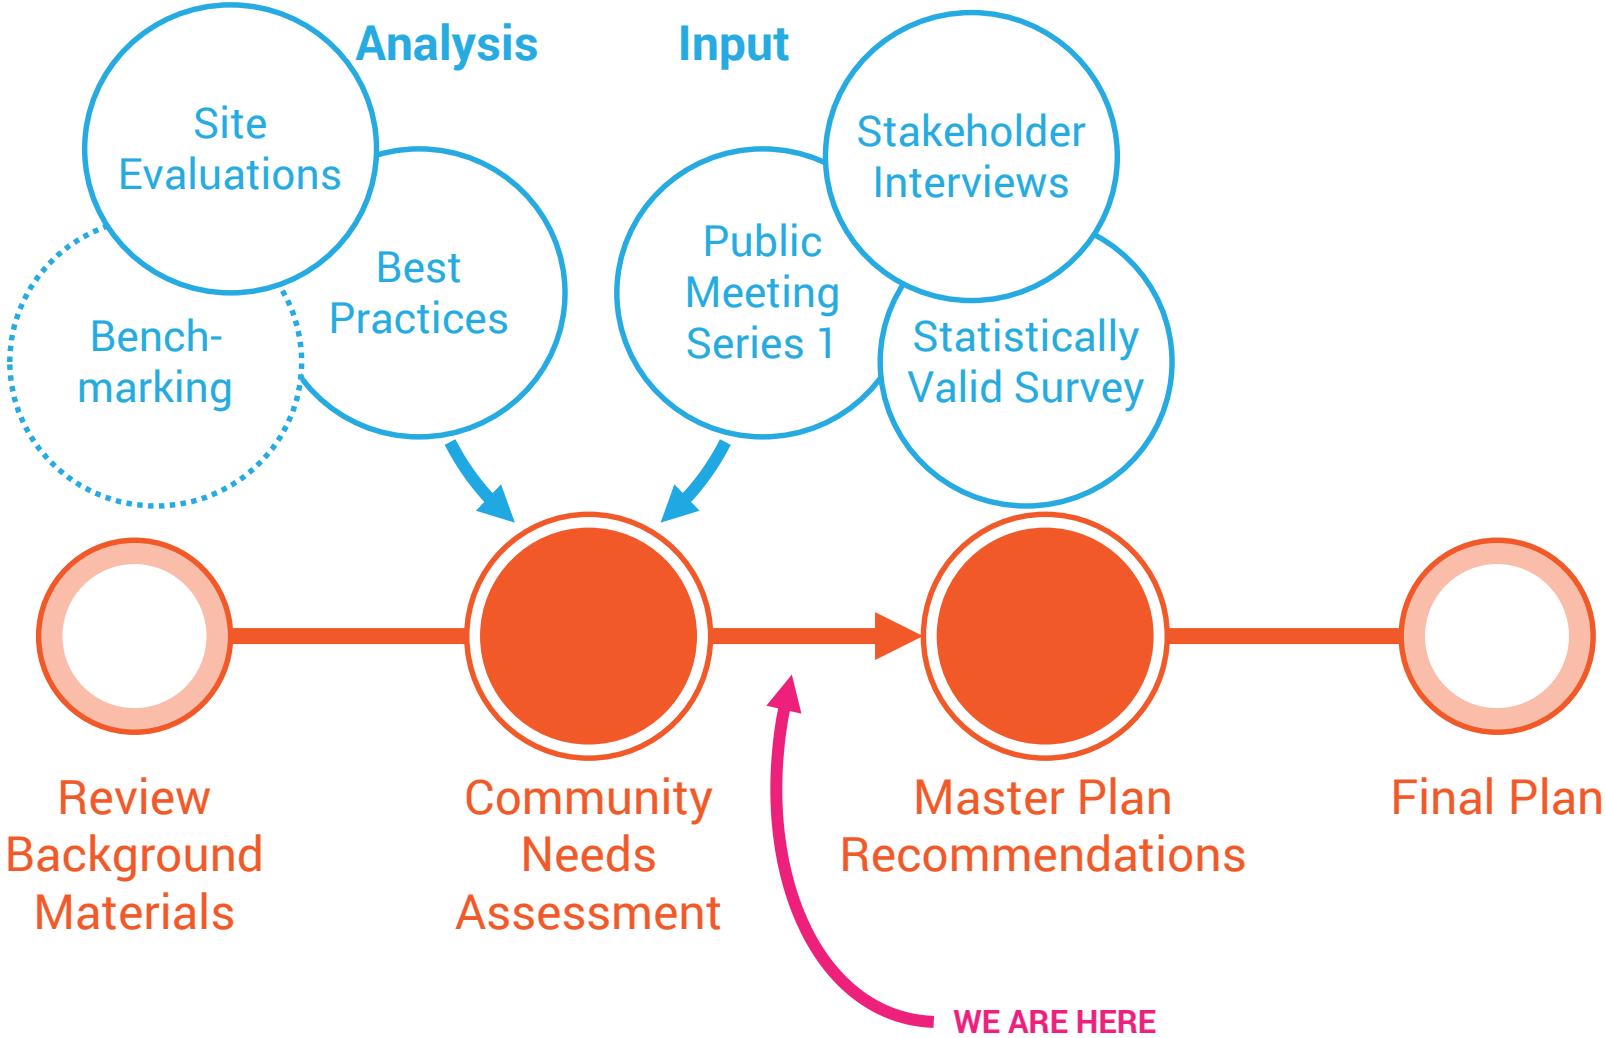 Analysis
Input
Site
Evaluations
Best
Practices
Bench-
marking
Public
Meeting
Series 1
Stakeholder
Interviews
Statistically
Valid Survey
Review
Background
Materials
Community
Needs
Assessment
Master Plan
Recommendations
Final Plan
WE ARE HERE